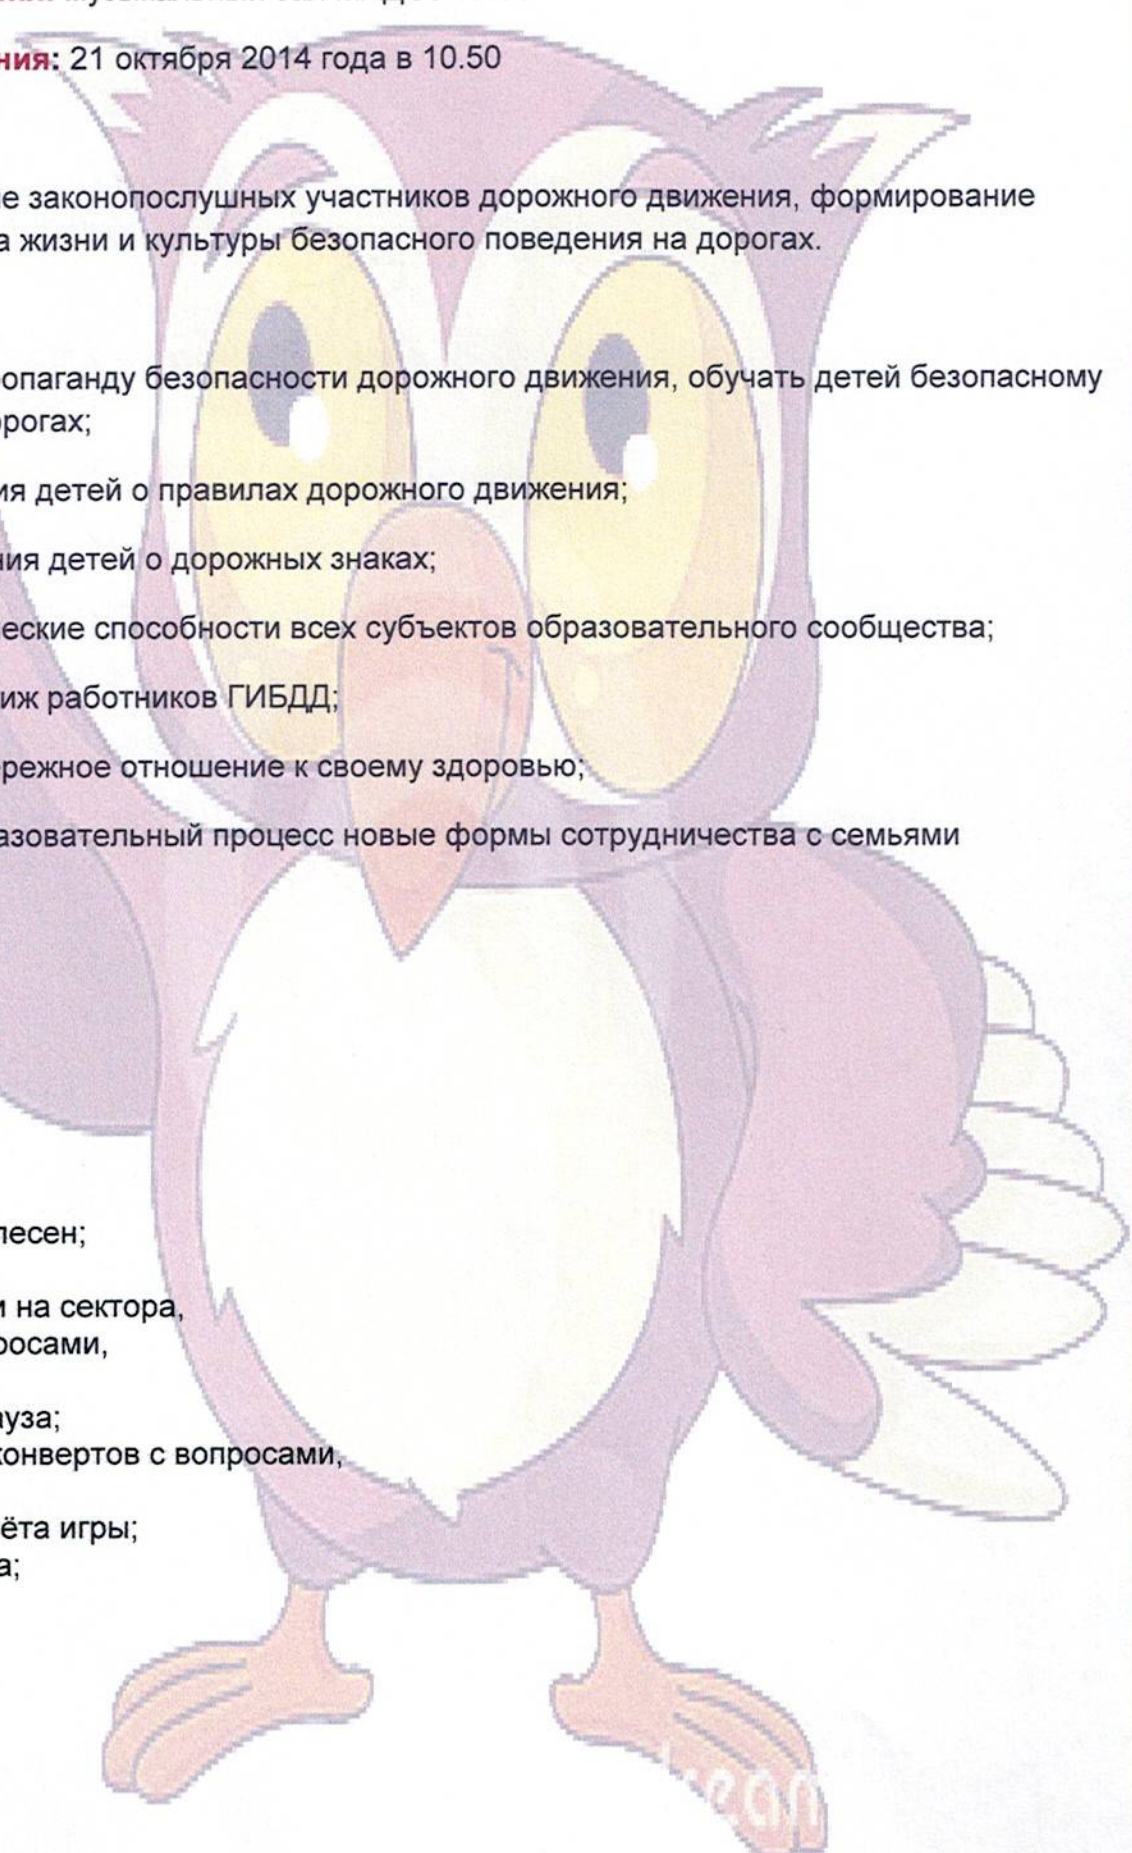 ния: 21 октября 2014 года в 10.50
е законопослушных участников дорожного движения, формирование
а жизни и культуры безопасного поведения на дорогах.
опаганду безопасности дорожного движения, обучать детей безопасному
рогах;
ия детей о правилах дорожного движения;
ния детей о дорожных знаках;
еские способности всех субъектов образовательного сообщества;
иж работников ГИБДД;
режное отношение к своему здоровью;
азовательный процесс новые формы сотрудничества с семьями
песен;
и на сектора,
росами,
ауза;
конвертов с вопросами,
ёта игры;
а;